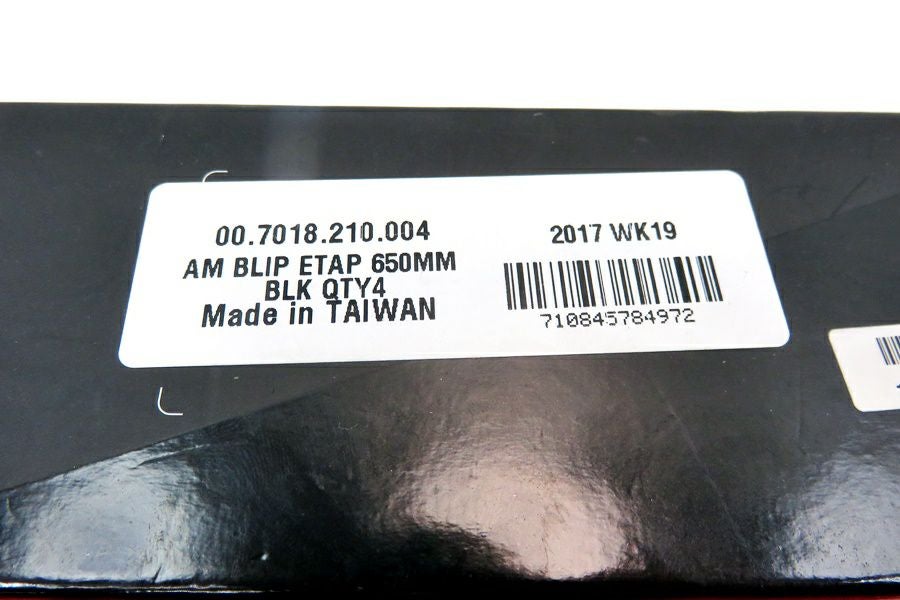 00.7018.210.004
AM BLIP ETAP 650MM
BLK QTY4
Made in TAIWAN
2017 WK19
710845784972